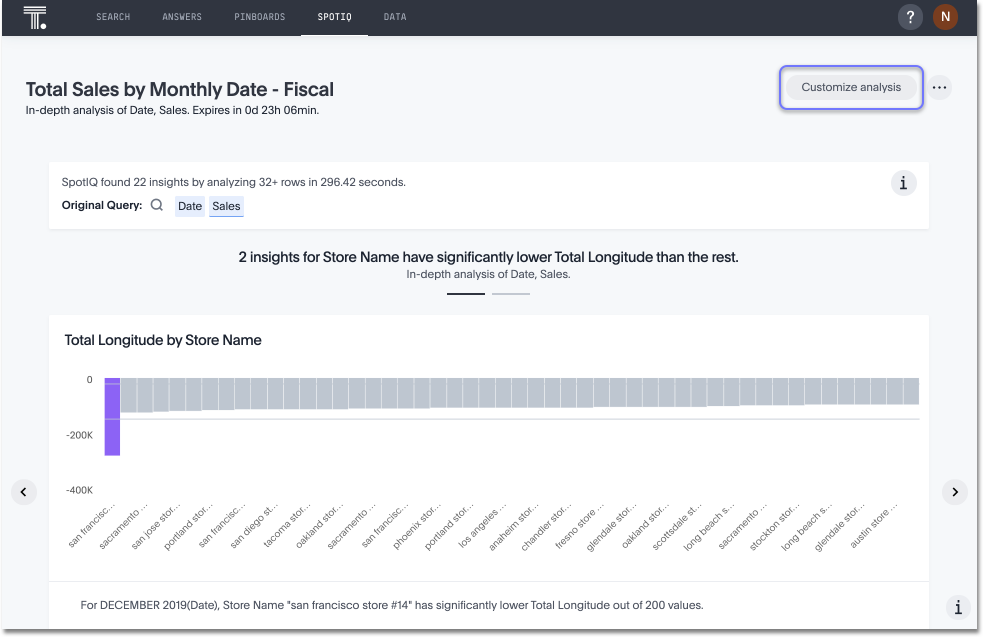 T.
SEARCH ANSWERS PINBOARDS SPOTIQ DATA ? N
Total Sales by Monthly Date - Fiscal
In-depth analysis of Date, Sales. Expires in 0d 23h 06min.
Customize analysis ...
SpotIQ found 22 insights by analyzing 32+ rows in 296.42 seconds.
i
Original Query: Date Sales
2 insights for Store Name have significantly lower Total Longitude than the rest.
In-depth analysis of Date, Sales.
Total Longitude by Store Name
0
-200K
-400K
san francisc...
sacramento ...
san jose stor...
portland stor...
san francisc...
san diego st...
tacoma stor...
oakland stor...
sacramento ...
san francisc...
phoenix stor...
portland stor...
los angeles ...
anaheim stor...
chandler stor...
fresno store ...
glendale stor...
oakland stor...
scottsdale st...
long beach s...
sacramento ...
stockton stor...
long beach s...
glendale stor...
austin store ...
For DECEMBER 2019(Date), Store Name "san francisco store #14" has significantly lower Total Longitude out of 200 values.
i